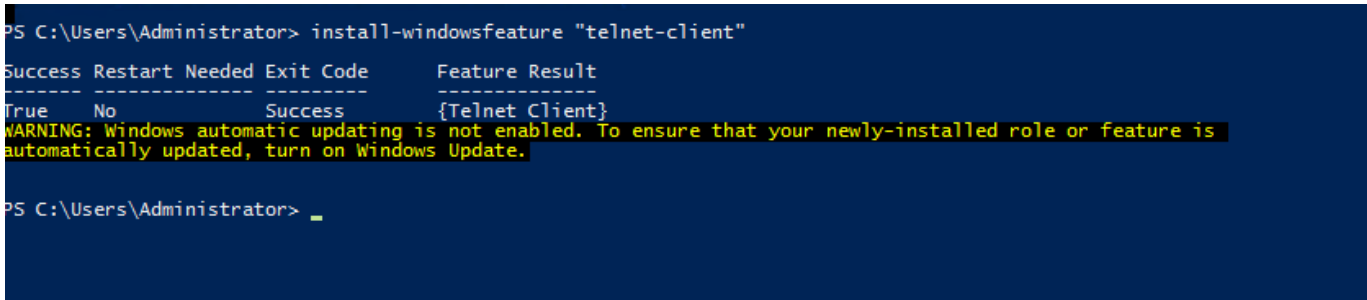 PS C:\Users\Administrator> install-windowsfeature "telnet-client"
Success Restart Needed Exit Code      Feature Result
------- -------------- ---------      --------------
True    No             Success        {Telnet Client}
WARNING: Windows automatic updating is not enabled. To ensure that your newly-installed role or feature is
automatically updated, turn on Windows Update.
PS C:\Users\Administrator> _